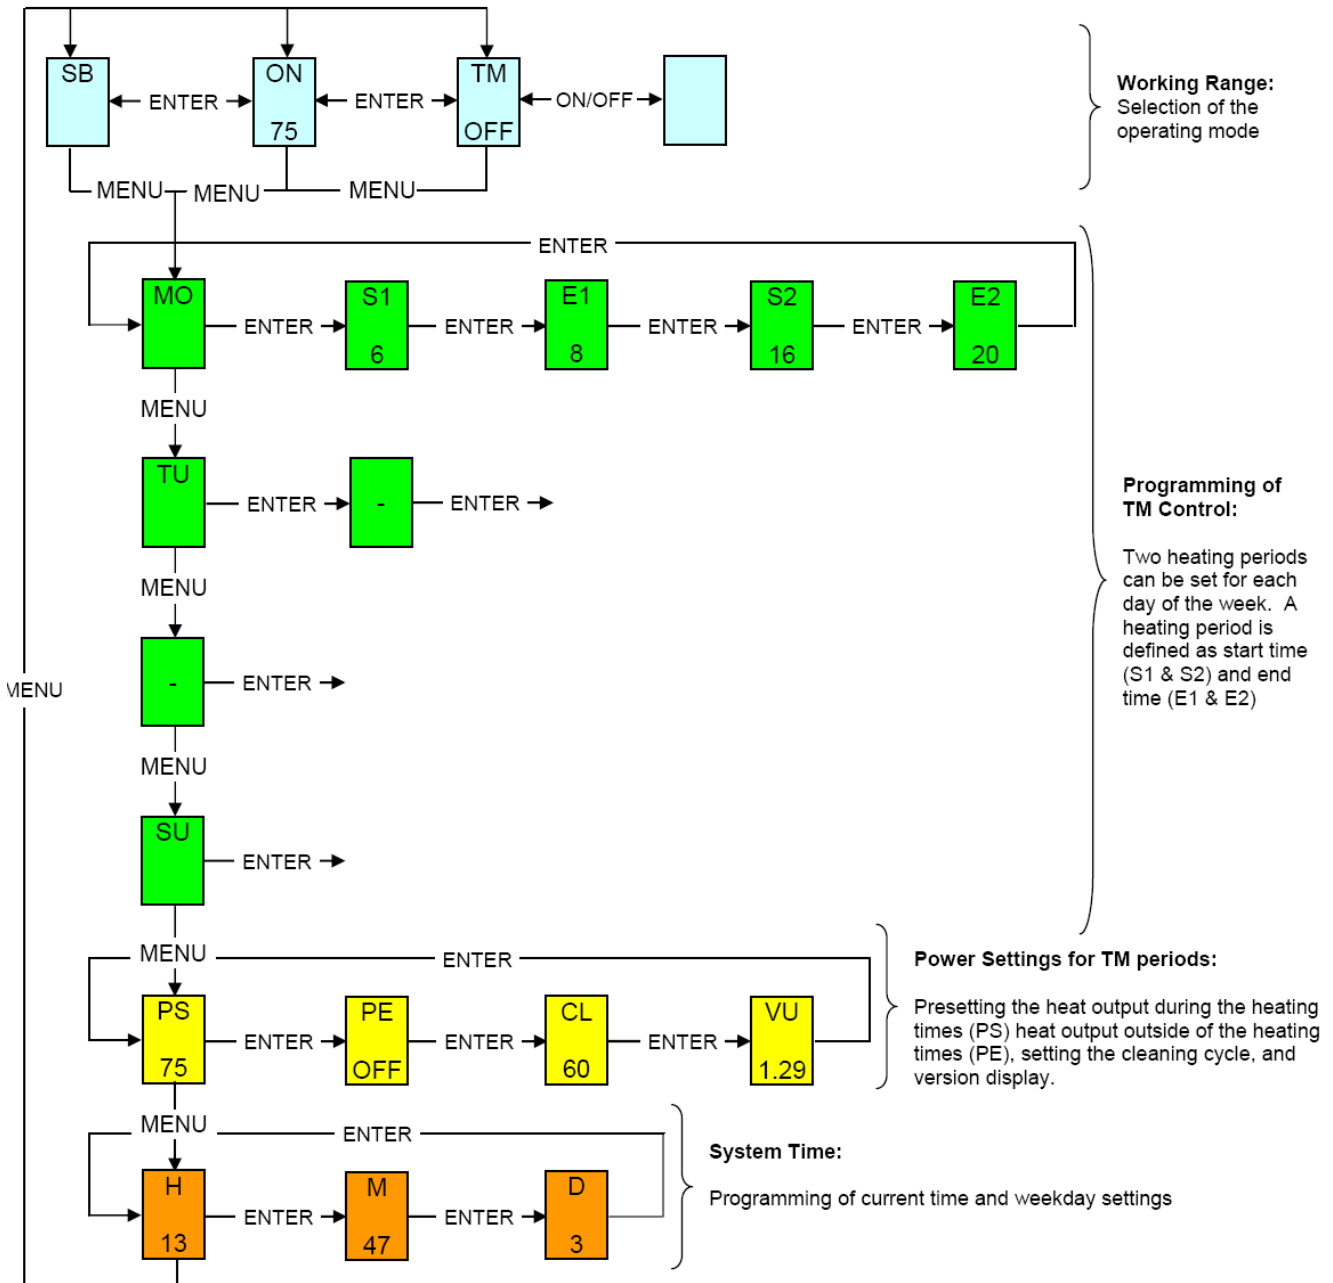 SB
ON
TM
ENTER
ENTER
ON/OFF
75
OFF
Working Range:
Selection of the
operating mode
MENU
MENU
MENU
ENTER
MO
S1
E1
S2
E2
ENTER
ENTER
ENTER
ENTER
6
8
16
20
MENU
TU
ENTER
-
ENTER
Programming of
TM Control:
Two heating periods
can be set for each
day of the week. A
heating period is
defined as start time
(S1 & S2) and end
time (E1 & E2)
MENU
-
ENTER
MENU
MENU
SU
ENTER
MENU
ENTER
Power Settings for TM periods:
PS
PE
CL
VU
Presetting the heat output during the heating
times (PS) heat output outside of the heating
times (PE), setting the cleaning cycle, and
version display.
ENTER
ENTER
ENTER
75
OFF
60
1.29
MENU
ENTER
System Time:
H
M
D
Programming of current time and weekday settings
ENTER
ENTER
13
47
3